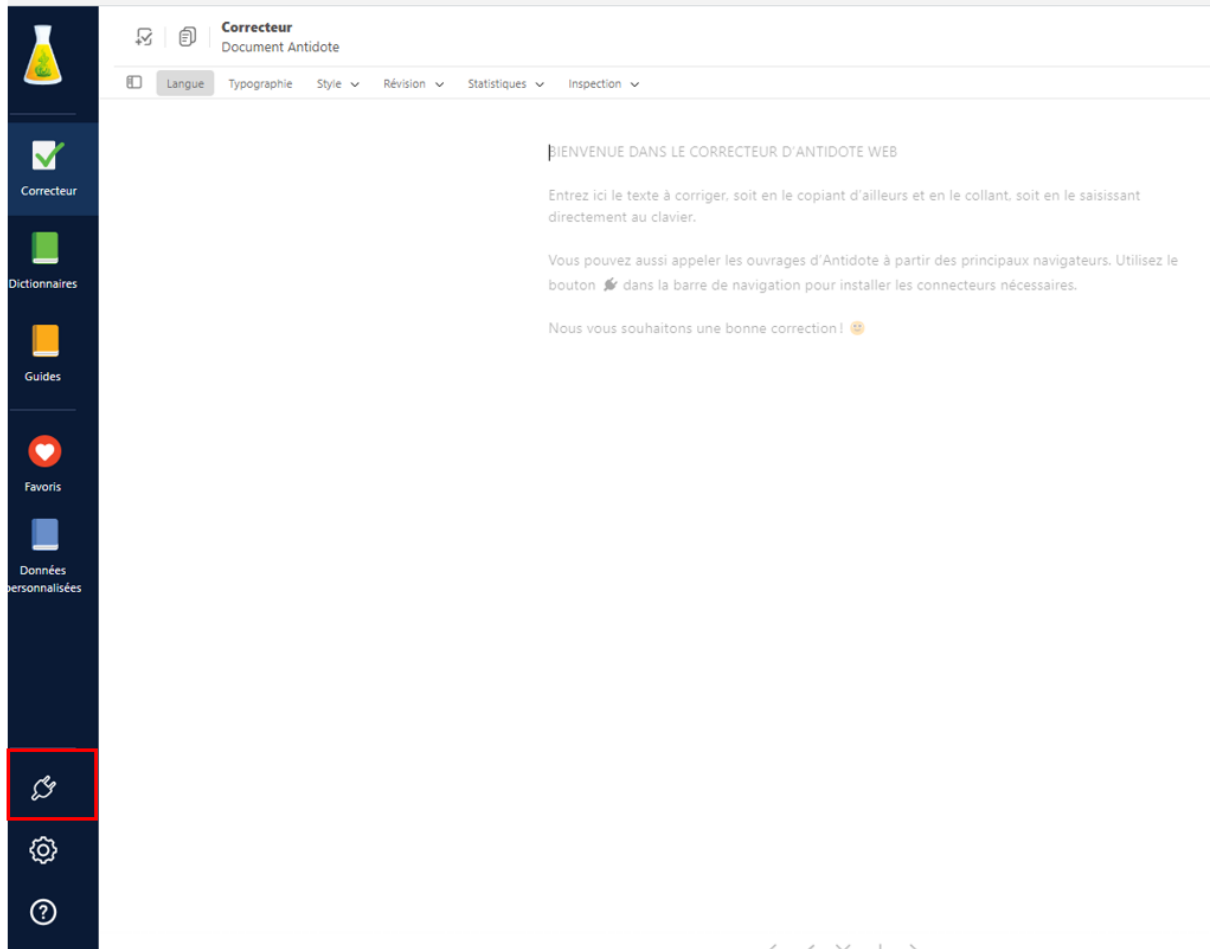 Correcteur
Document Antidote
Langue Typographie Style Révision Statistiques Inspection
Correcteur
Dictionnaires
Guides
Favoris
Données
personnalisées
BIENVENUE DANS LE CORRECTEUR D'ANTIDOTE WEB
Entrez ici le texte à corriger, soit en le copiant d'ailleurs et en le collant, soit en le saisissant
directement au clavier.
Vous pouvez aussi appeler les ouvrages d'Antidote à partir des principaux navigateurs. Utilisez le
bouton dans la barre de navigation pour installer les connecteurs nécessaires.
Nous vous souhaitons une bonne correction !